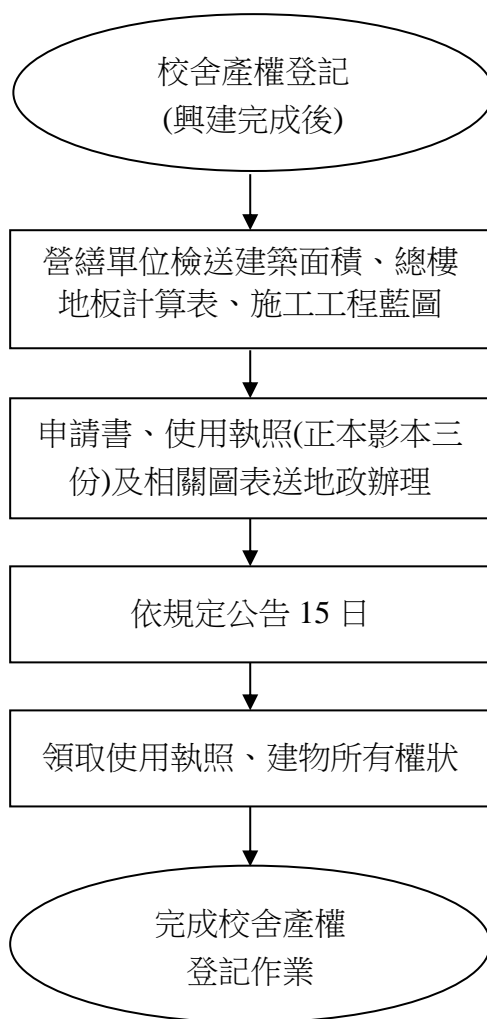 校舍產權登記
(興建完成後)
營繕單位檢送建築面積、總樓
地板計算表、施工工程藍圖
申請書、使用執照(正本影本三
份)及相關圖表送地政辦理
依規定公告 15 日
領取使用執照、建物所有權狀
完成校舍產權
登記作業